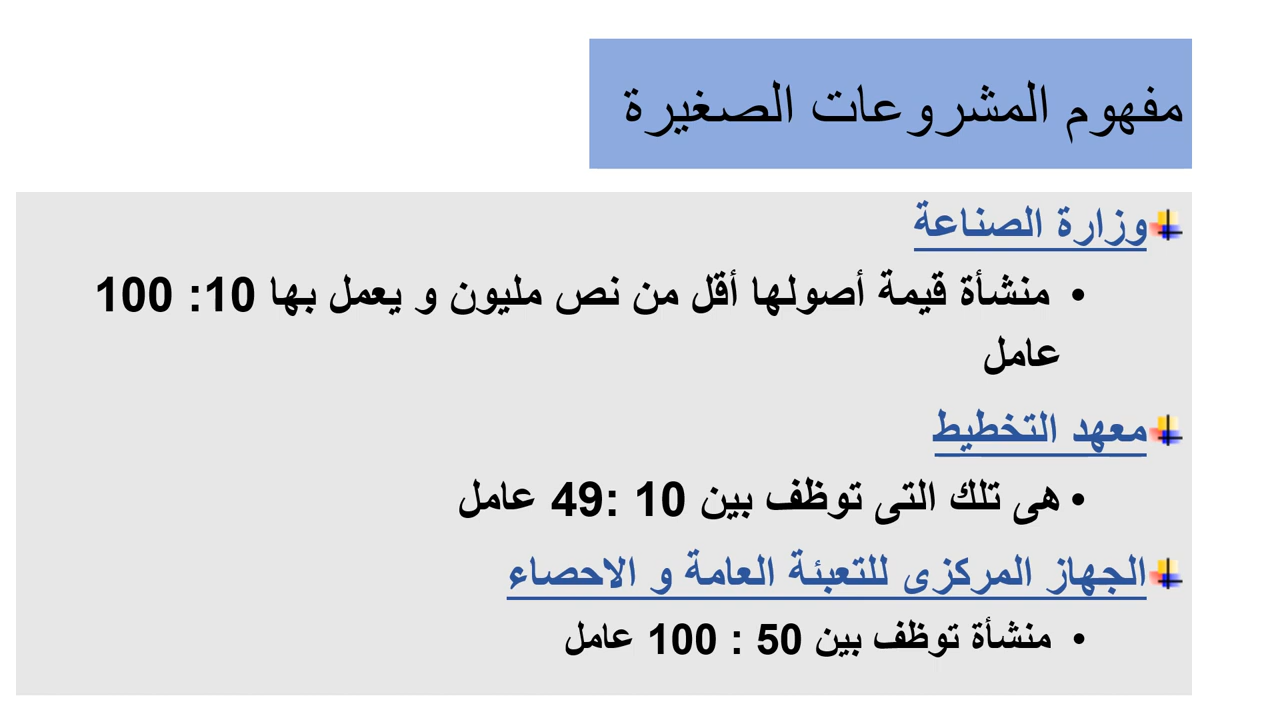 مفهوم المشروعات الصغيرة
وزارة الصناعة
• منشأة قيمة أصولها أقل من نص مليون و يعمل بها 10: 100
عامل
معهد التخطيط
• هى تلك التى توظف بين 10 :49 عامل
الجهاز المركزى للتعبئة العامة و الاحصاء
• منشأة توظف بين 50 : 100 عامل